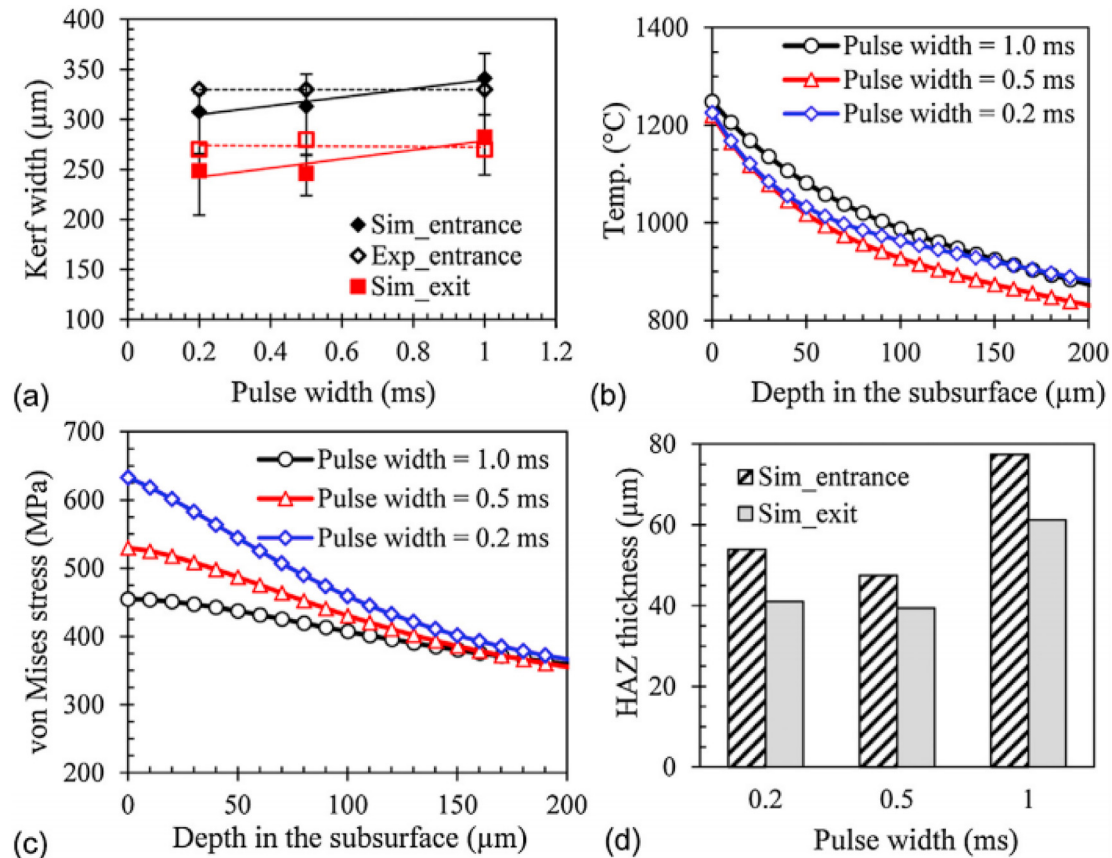 400
350
300
250
200
150
100
Kerf width (µm)
Sim_entrance
Exp_entrance
Sim_exit
0 0.2 0.4 0.6 0.8 1 1.2
Pulse width (ms)
(a)
1400
1200
1000
800
Temp. (°C)
Pulse width = 1.0 ms
Pulse width = 0.5 ms
Pulse width = 0.2 ms
0 50 100 150 200
Depth in the subsurface (µm)
(b)
700
600
500
400
300
200
von Mises stress (MPa)
Pulse width = 1.0 ms
Pulse width = 0.5 ms
Pulse width = 0.2 ms
0 50 100 150 200
Depth in the subsurface (µm)
(c)
80
60
40
20
0
HAZ thickness (µm)
Sim_entrance
Sim_exit
0.2 0.5 1
Pulse width (ms)
(d)